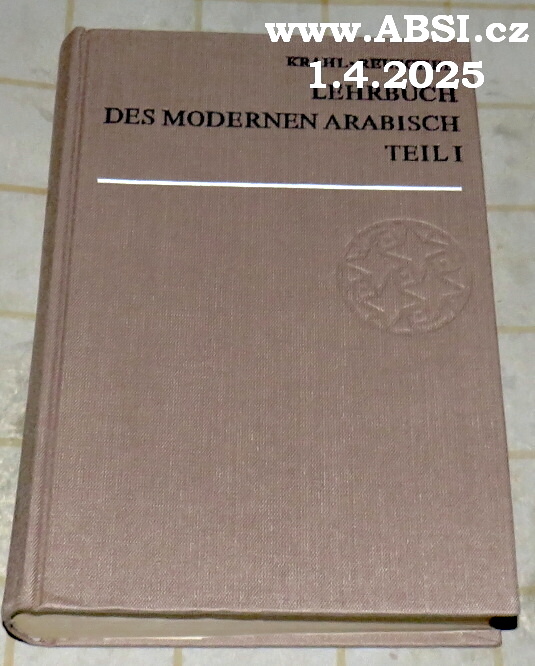 www.ABSI.cz
1.4.2025
LEHRBUCH
DES MODERNEN ARABISCH
TEIL I